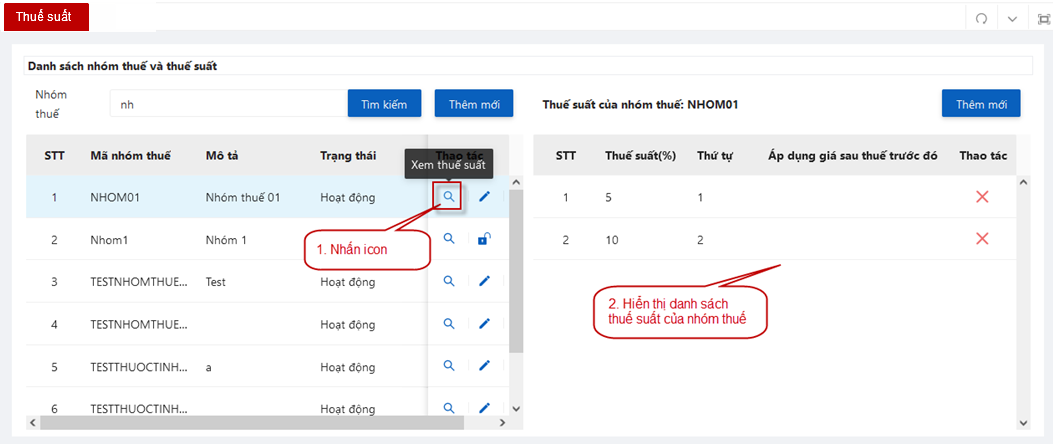 Thuế suất
Danh sách nhóm thuế và thuế suất
Nhóm
thuế
nh
Tìm kiếm
Thêm mới
Thuế suất của nhóm thuế: NHOM01
Thêm mới
STT Mã nhóm thuế Mô tả Trạng thái Thao tác
Xem thuế suất
1 NHOM01 Nhóm thuế 01 Hoạt động
2 Nhom1 Nhóm 1
3 TESTNHOMTHUE... Test Hoạt động
4 TESTNHOMTHUE... Hoạt động
5 TESTTHUOCTINH... a Hoạt động
6 TESTTHUOCTINH... Hoạt động
1. Nhấn icon
STT Thuế suất(%) Thứ tự Áp dụng giá sau thuế trước đó Thao tác
1 5 1
2 10 2
2. Hiển thị danh sách
thuế suất của nhóm thuế